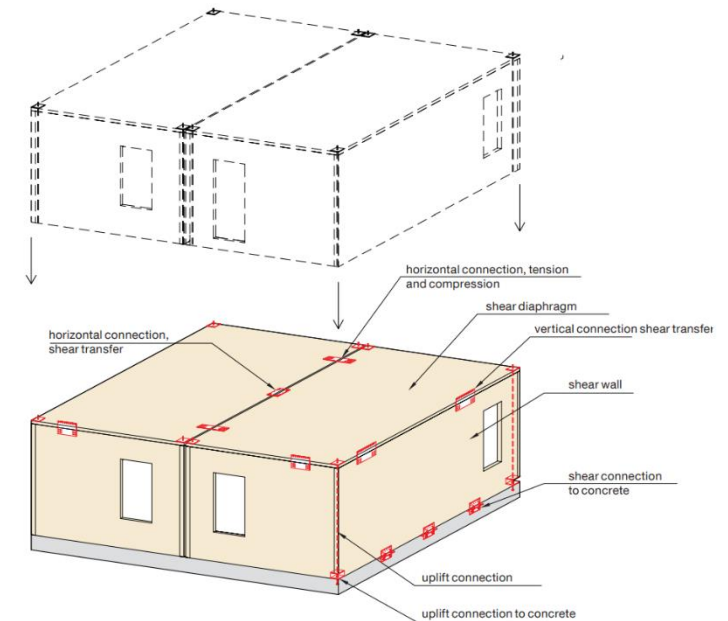 horizontal connection, tension
and compression
shear diaphragm
horizontal connection,
shear transfer
vertical connection shear transfer
shear wall
shear connection
to concrete
uplift connection
uplift connection to concrete